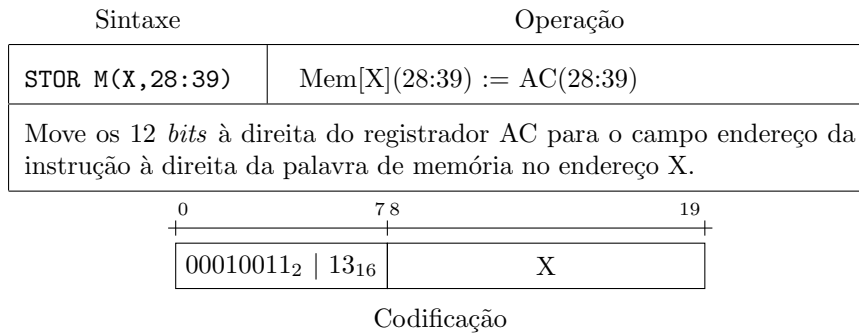 Sintaxe Operação
STOR M(X,28:39) Mem[X](28:39) := AC(28:39)
Move os 12 bits à direita do registrador AC para o campo endereço da
instrução à direita da palavra de memória no endereço X.
0 7 8 19
00010011₂ | 13₁₆ X
Codificação